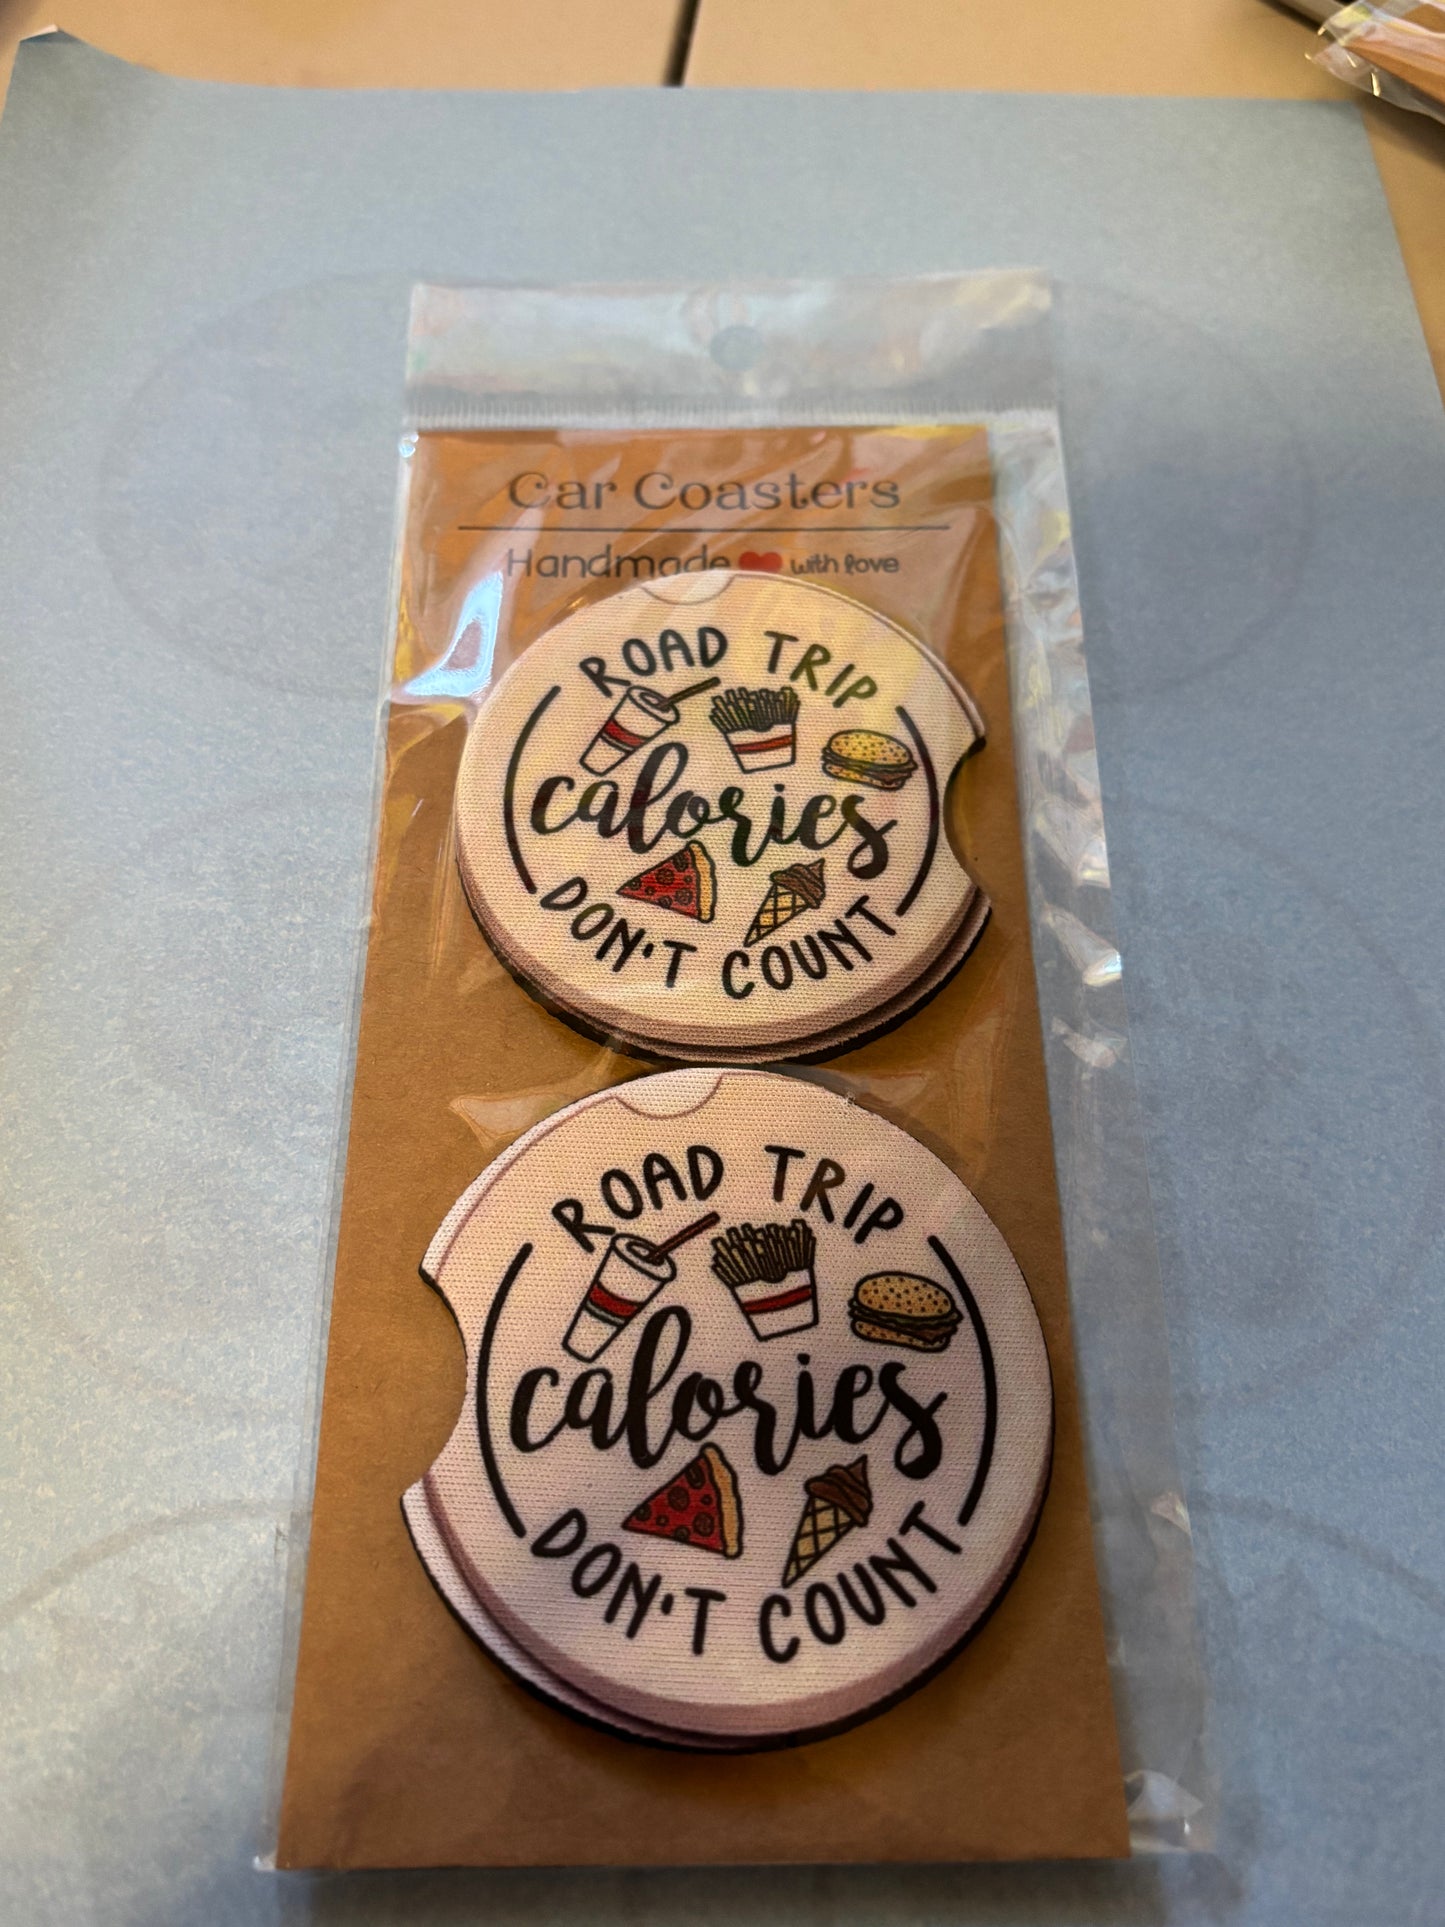 Car Coasters
Handmade with love
ROAD TRIP
calories
DON'T COUNT
ROAD TRIP
calories
DON'T COUNT